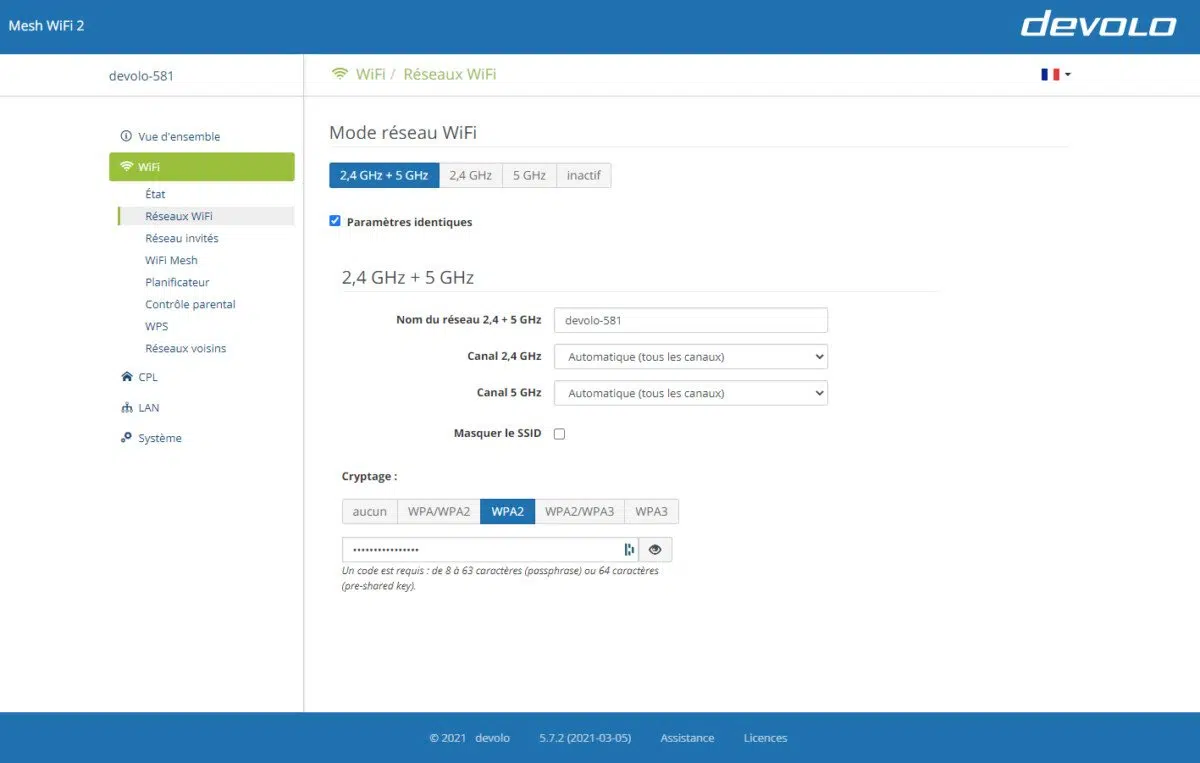 Mesh WiFi 2
devolo
devolo-581
WiFi / Réseaux WiFi
Vue d'ensemble
WiFi
État
Réseaux WiFi
Réseau invités
WiFi Mesh
Planificateur
Contrôle parental
WPS
Réseaux voisins
CPL
LAN
Système
Mode réseau WiFi
2,4 GHz + 5 GHz 2,4 GHz 5 GHz inactif
Paramètres identiques
2,4 GHz + 5 GHz
Nom du réseau 2,4 + 5 GHz devolo-581
Canal 2,4 GHz Automatique (tous les canaux)
Canal 5 GHz Automatique (tous les canaux)
Masquer le SSID
Cryptage :
aucun WPA/WPA2 WPA2 WPA2/WPA3 WPA3
••••••••••••••••
Un code est requis : de 8 à 63 caractères (passphrase) ou 64 caractères
(pre-shared key).
© 2021 devolo 5.7.2 (2021-03-05) Assistance Licences